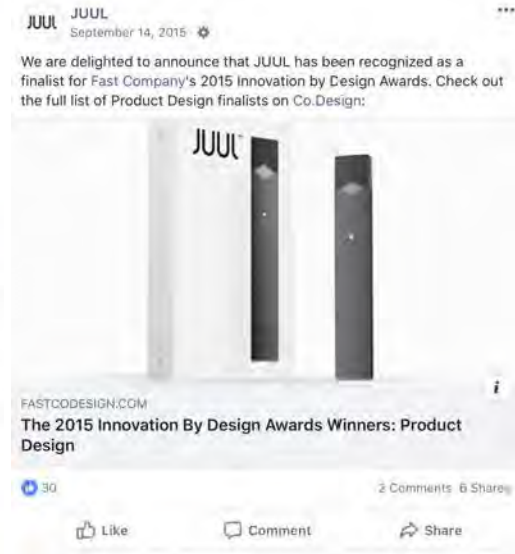 JUUL
JUUL
September 14, 2015
We are delighted to announce that JUUL has been recognized as a
finalist for Fast Company's 2015 Innovation by Design Awards. Check out
the full list of Product Design finalists on Co.Design:
JUUL
i
FASTCODESIGN.COM
The 2015 Innovation By Design Awards Winners: Product
Design
30
2 Comments 6 Shares
Like Comment Share